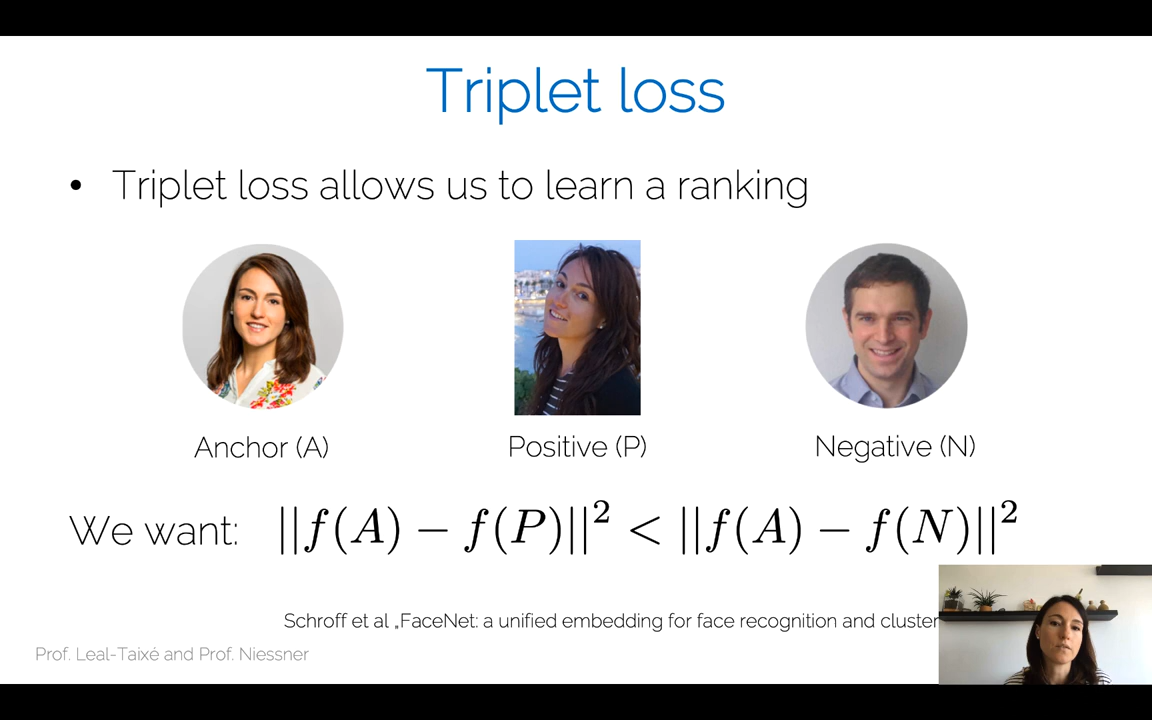 Triplet loss
• Triplet loss allows us to learn a ranking
Anchor (A) Positive (P) Negative (N)
We want: ||f(A) − f(P)||² < ||f(A) − f(N)||²
Schroff et al „FaceNet: a unified embedding for face recognition and cluster
Prof. Leal-Taixé and Prof. Niessner